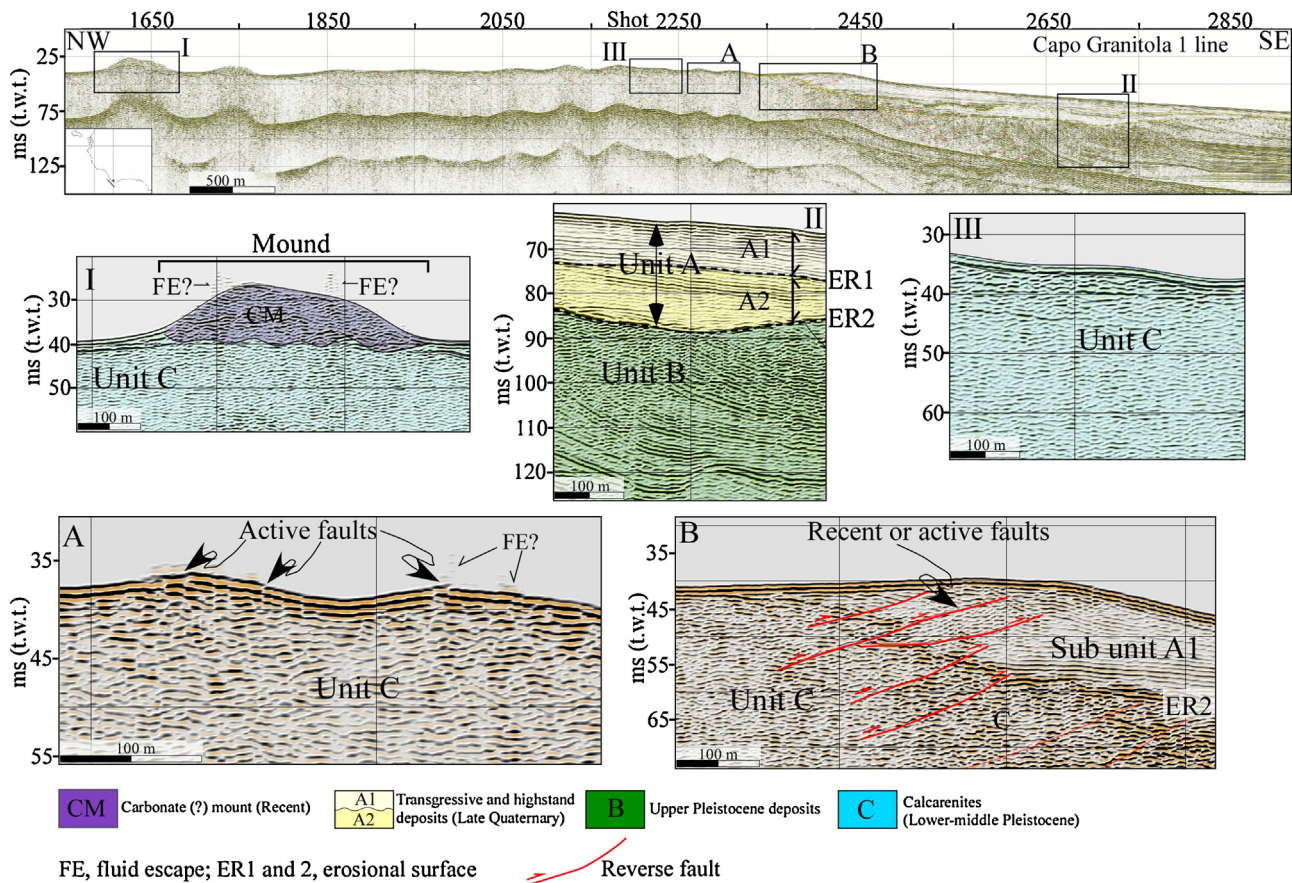 1650 1850 2050 Shot 2250 2450 2650 2850
NW I III A B Capo Granitola 1 line SE
25
II
75
125
ms (t.w.t.)
500 m
Mound
I
FE? FE?
CM
30
40
50
Unit C
ms (t.w.t.)
100 m
II
70
80
90
100
110
120
Unit A
A1
ER1
A2
ER2
Unit B
ms (t.w.t.)
100 m
III
30
40
50
60
Unit C
ms (t.w.t.)
100 m
A
Active faults
FE?
35
45
55
Unit C
ms (t.w.t.)
100 m
B
Recent or active faults
35
45
55
65
Sub unit A1
Unit C
C
ER2
ms (t.w.t.)
100 m
CM Carbonate (?) mount (Recent)
A1 A2 Transgressive and highstand
deposits (Late Quaternary)
B Upper Pleistocene deposits
C Calcarenites
(Lower-middle Pleistocene)
FE, fluid escape; ER1 and 2, erosional surface
Reverse fault